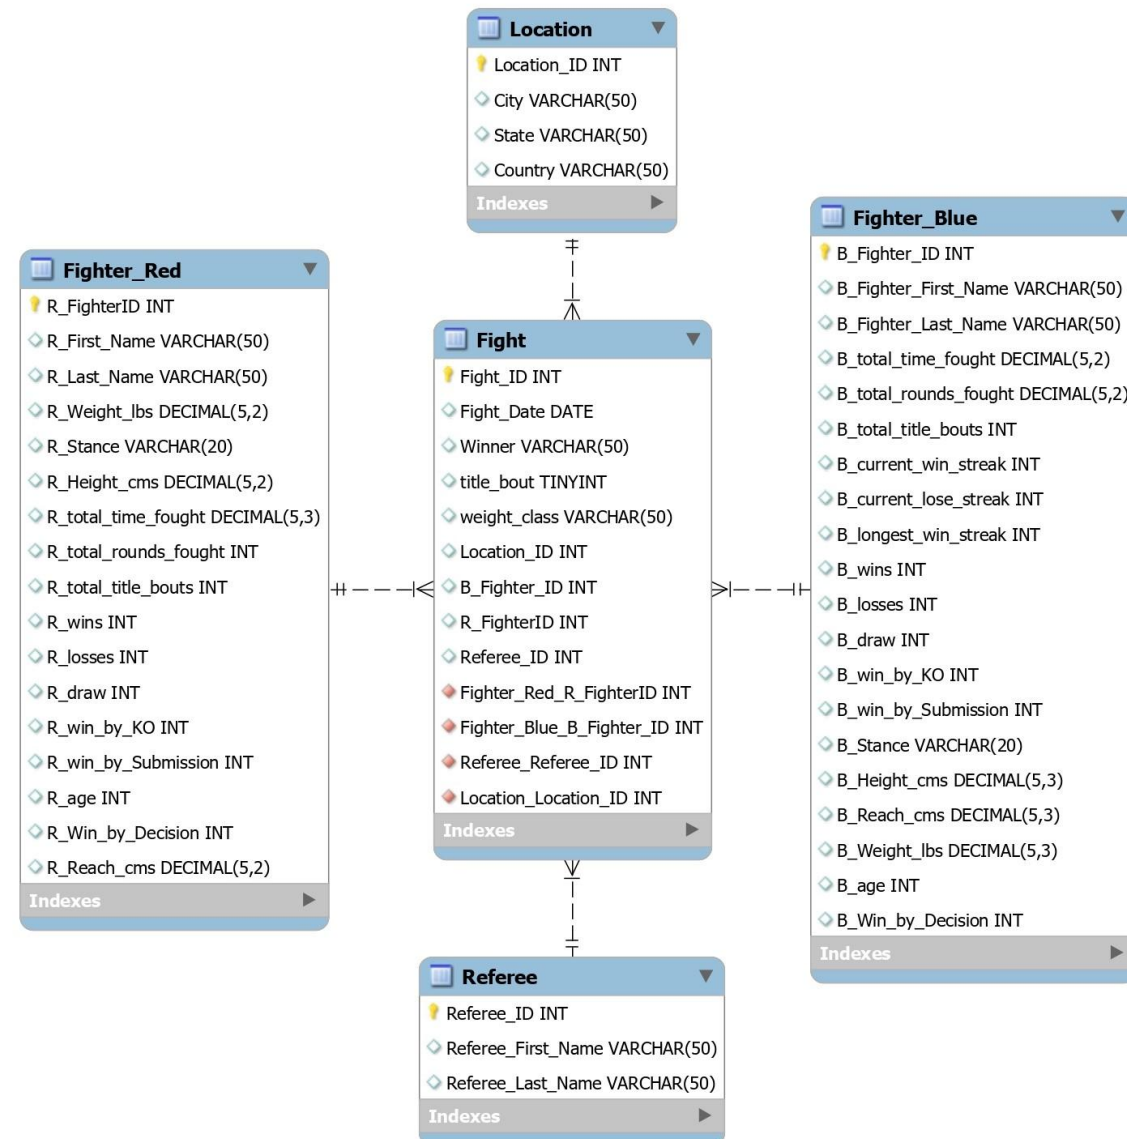 Location
Location_ID INT
City VARCHAR(50)
State VARCHAR(50)
Country VARCHAR(50)
Indexes
Fighter_Red
R_FighterID INT
R_First_Name VARCHAR(50)
R_Last_Name VARCHAR(50)
R_Weight_lbs DECIMAL(5,2)
R_Stance VARCHAR(20)
R_Height_cms DECIMAL(5,2)
R_total_time_fought DECIMAL(5,3)
R_total_rounds_fought INT
R_total_title_bouts INT
R_wins INT
R_losses INT
R_draw INT
R_win_by_KO INT
R_win_by_Submission INT
R_age INT
R_Win_by_Decision INT
R_Reach_cms DECIMAL(5,2)
Indexes
Fight
Fight_ID INT
Fight_Date DATE
Winner VARCHAR(50)
title_bout TINYINT
weight_class VARCHAR(50)
Location_ID INT
B_Fighter_ID INT
R_FighterID INT
Referee_ID INT
Fighter_Red_R_FighterID INT
Fighter_Blue_B_Fighter_ID INT
Referee_Referee_ID INT
Location_Location_ID INT
Indexes
Fighter_Blue
B_Fighter_ID INT
B_Fighter_First_Name VARCHAR(50)
B_Fighter_Last_Name VARCHAR(50)
B_total_time_fought DECIMAL(5,2)
B_total_rounds_fought DECIMAL(5,2)
B_total_title_bouts INT
B_current_win_streak INT
B_current_lose_streak INT
B_longest_win_streak INT
B_wins INT
B_losses INT
B_draw INT
B_win_by_KO INT
B_win_by_Submission INT
B_Stance VARCHAR(20)
B_Height_cms DECIMAL(5,3)
B_Reach_cms DECIMAL(5,3)
B_Weight_lbs DECIMAL(5,3)
B_age INT
B_Win_by_Decision INT
Indexes
Referee
Referee_ID INT
Referee_First_Name VARCHAR(50)
Referee_Last_Name VARCHAR(50)
Indexes